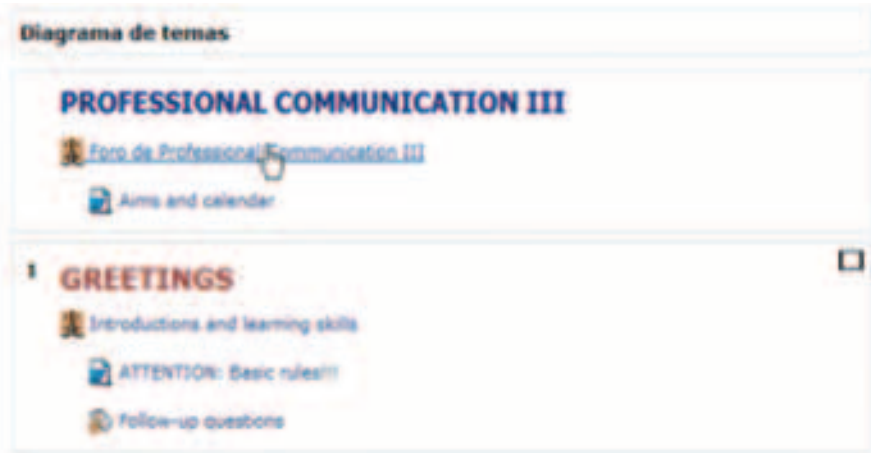 Diagrama de temas
PROFESSIONAL COMMUNICATION III
Foro de Professional Communication III
Aims and calendar
1 GREETINGS
Introductions and learning skills
ATTENTION: Basic rules!!!
Follow-up questions